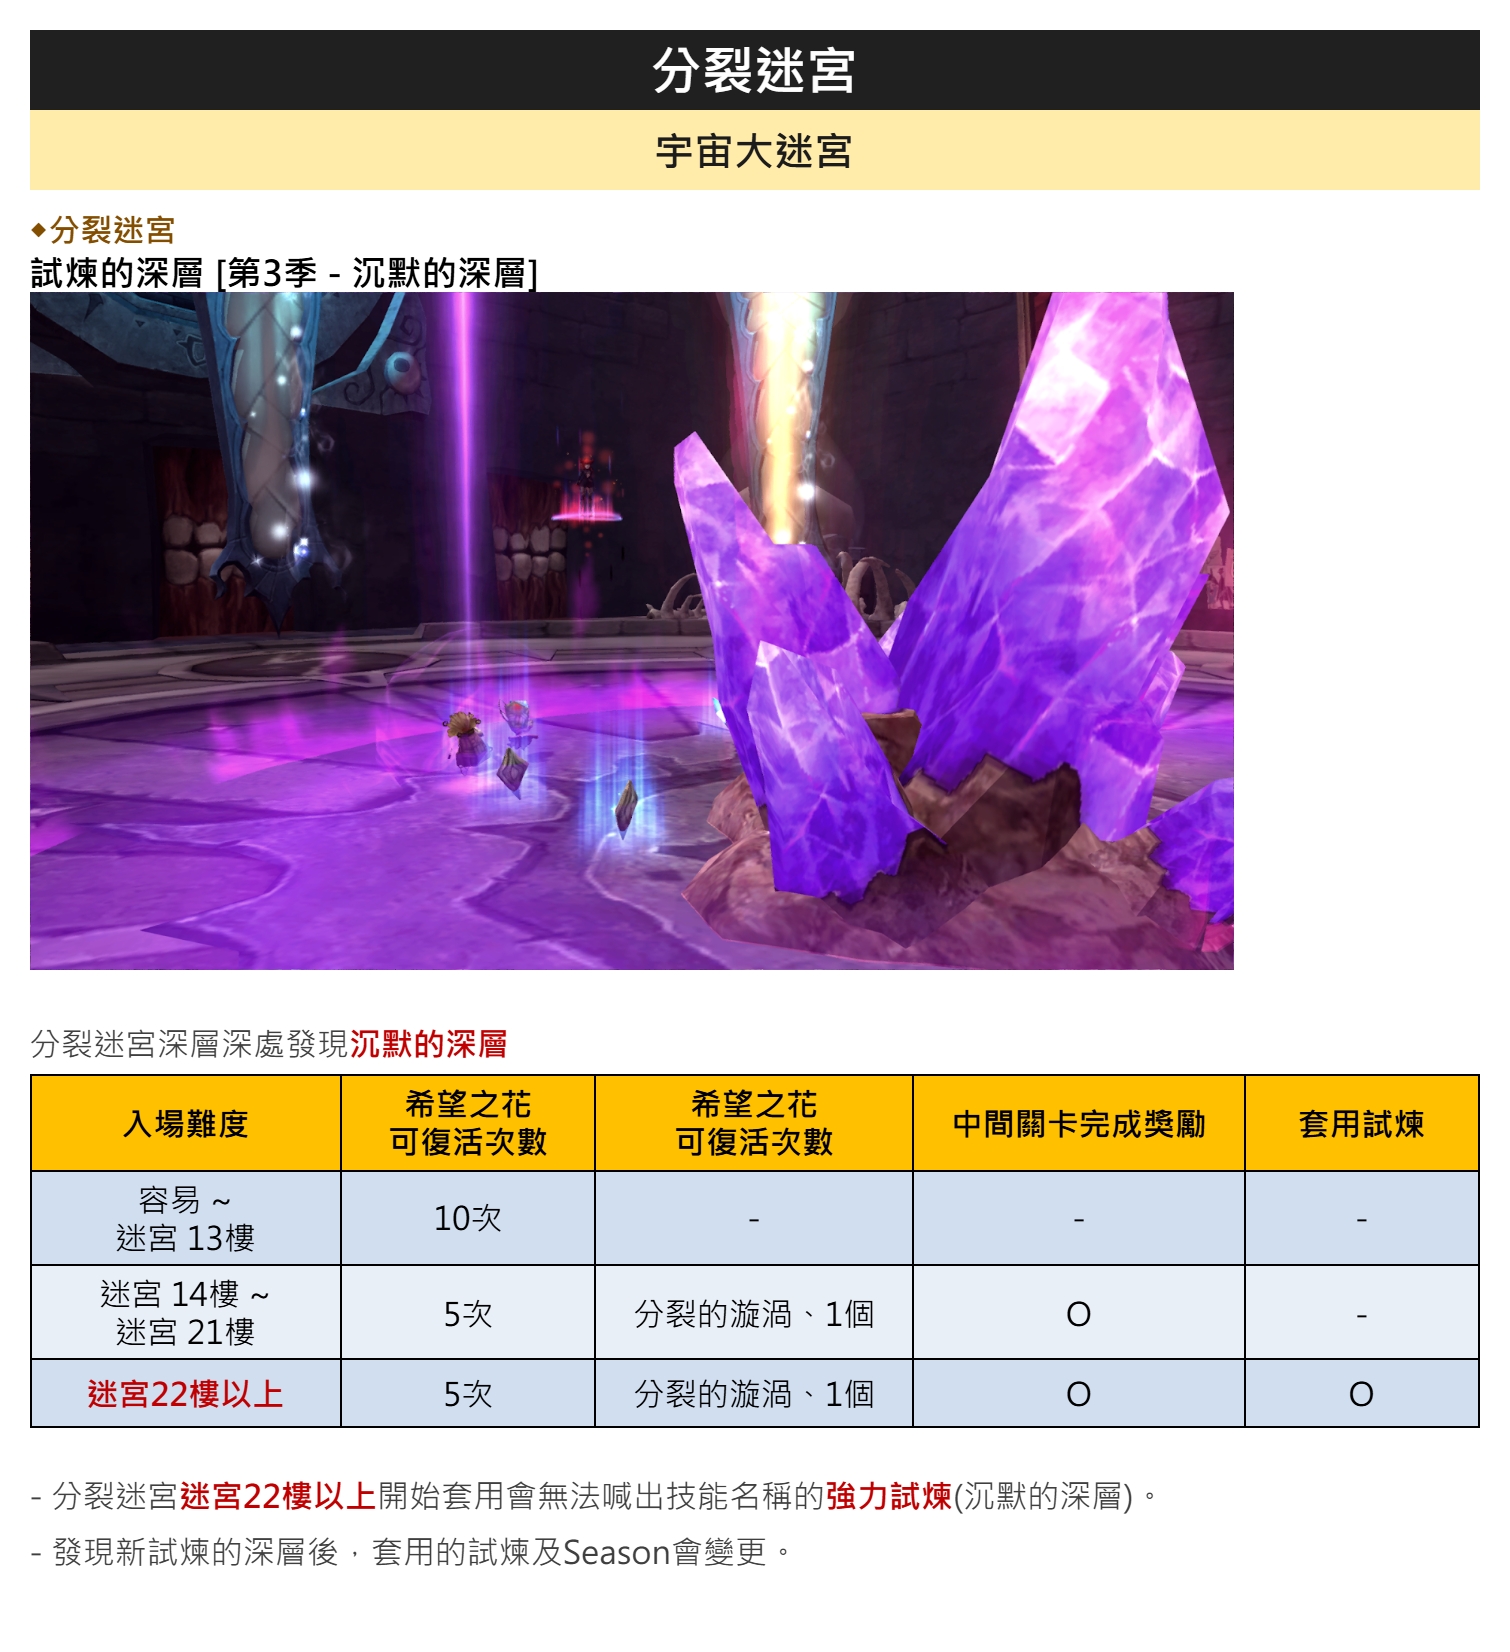 分裂迷宮
宇宙大迷宮
◆分裂迷宮
試煉的深層 [第3季 - 沉默的深層]
分裂迷宮深層深處發現沉默的深層
入場難度
希望之花
可復活次數
希望之花
可復活次數
中間關卡完成獎勵
套用試煉
容易 ~
迷宮 13樓
10次
-
-
-
迷宮 14樓 ~
迷宮 21樓
5次
分裂的漩渦、1個
O
-
迷宮22樓以上
5次
分裂的漩渦、1個
O
O
- 分裂迷宮迷宮22樓以上開始套用會無法喊出技能名稱的強力試煉(沉默的深層)。
- 發現新試煉的深層後，套用的試煉及Season會變更。